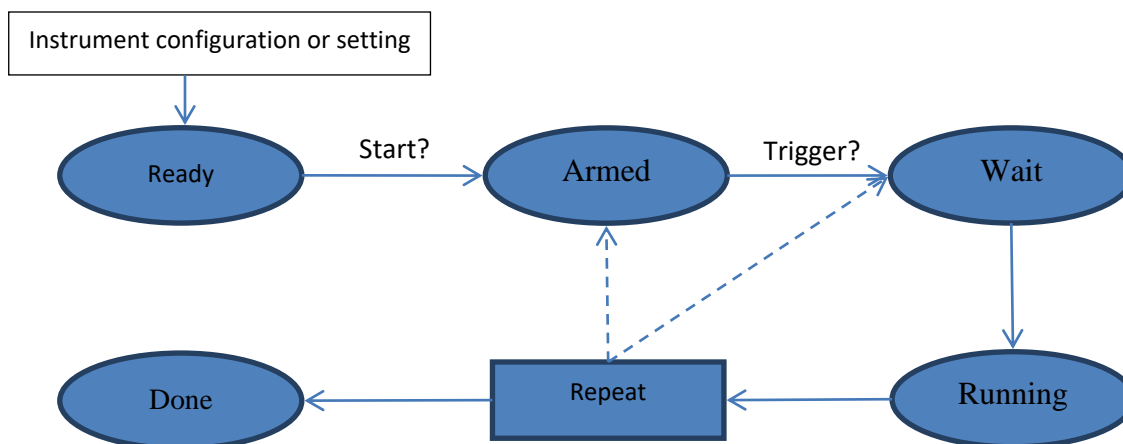 Instrument configuration or setting
Start?
Trigger?
Ready
Armed
Wait
Done
Repeat
Running